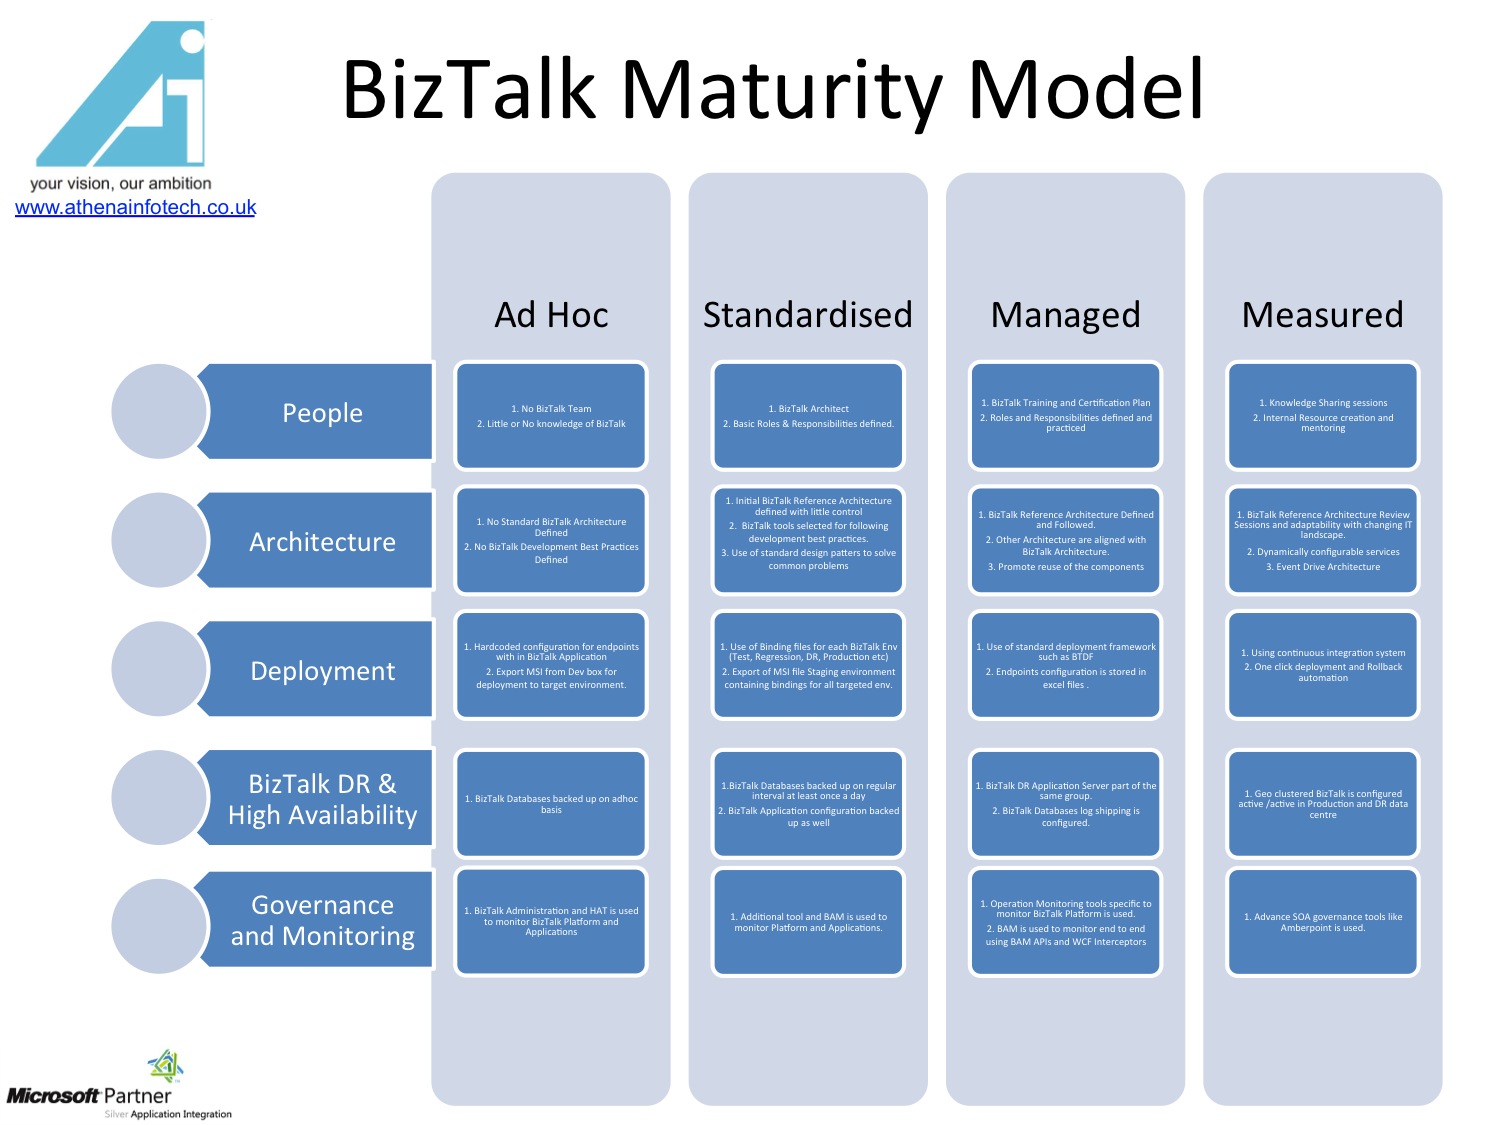 BizTalk Maturity Model
Ai
your vision, our ambition
www.athenainfotech.co.uk
Ad Hoc
Standardised
Managed
Measured
People
1. No BizTalk Team
2. Little or No knowledge of BizTalk
1. BizTalk Architect
2. Basic Roles & Responsibilities defined.
1. BizTalk Training and Certification Plan
2. Roles and Responsibilities defined and
practiced
1. Knowledge Sharing sessions
2. Internal Resource creation and
mentoring
Architecture
1. No Standard BizTalk Architecture
Defined
2. No BizTalk Development Best Practices
Defined
1. Initial BizTalk Reference Architecture
defined with little control
2. BizTalk tools selected for following
development best practices.
3. Use of standard design patters to solve
common problems
1. BizTalk Reference Architecture Defined
and Followed.
2. Other Architecture are aligned with
BizTalk Architecture.
3. Promote reuse of the components
1. BizTalk Reference Architecture Review
Sessions and adaptability with changing IT
landscape.
2. Dynamically configurable services
3. Event Drive Architecture
Deployment
1. Hardcoded configuration for endpoints
with in BizTalk Application
2. Export MSI from Dev box for
deployment to target environment.
1. Use of Binding files for each BizTalk Env
(Test, Regression, DR, Production etc)
2. Export of MSI file Staging environment
containing bindings for all targeted env.
1. Use of standard deployment framework
such as BTDF
2. Endpoints configuration is stored in
excel files .
1. Using continuous integration system
2. One click deployment and Rollback
automation
BizTalk DR &
High Availability
1. BizTalk Databases backed up on adhoc
basis
1.BizTalk Databases backed up on regular
interval at least once a day
2. BizTalk Application configuration backed
up as well
1. BizTalk DR Application Server part of the
same group.
2. BizTalk Databases log shipping is
configured.
1. Geo clustered BizTalk is configured
active /active in Production and DR data
centre
Governance
and Monitoring
1. BizTalk Administration and HAT is used
to monitor BizTalk Platform and
Applications
1. Additional tool and BAM is used to
monitor Platform and Applications.
1. Operation Monitoring tools specific to
monitor BizTalk Platform is used.
2. BAM is used to monitor end to end
using BAM APIs and WCF Interceptors
1. Advance SOA governance tools like
Amberpoint is used.
Microsoft Partner
Silver Application Integration